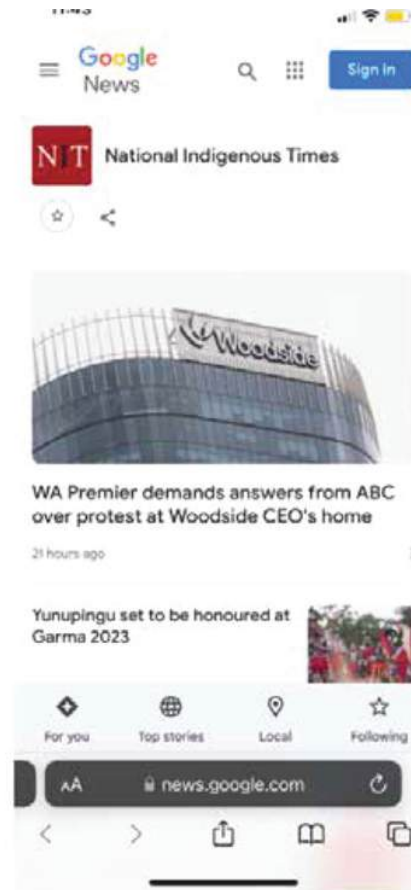 11:43
Google
News
Sign In
NIT
National Indigenous Times
Woodside
WA Premier demands answers from ABC
over protest at Woodside CEO's home
21 hours ago
Yunupingu set to be honoured at
Garma 2023
For you
Top stories
Local
Following
AA
news.google.com